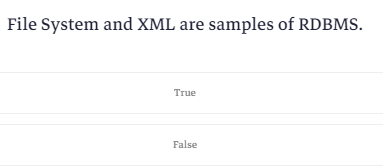 File System and XML are samples of RDBMS.
True
False